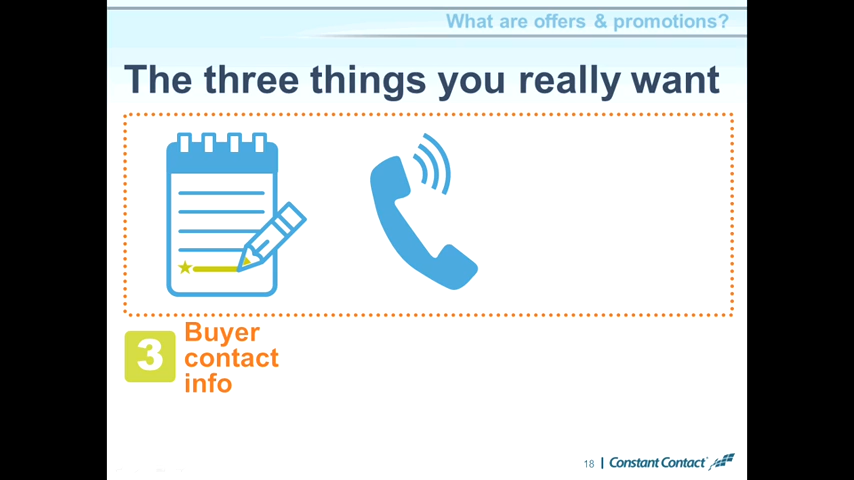 What are offers & promotions?
The three things you really want
3
Buyer
contact
info
18 | Constant Contact